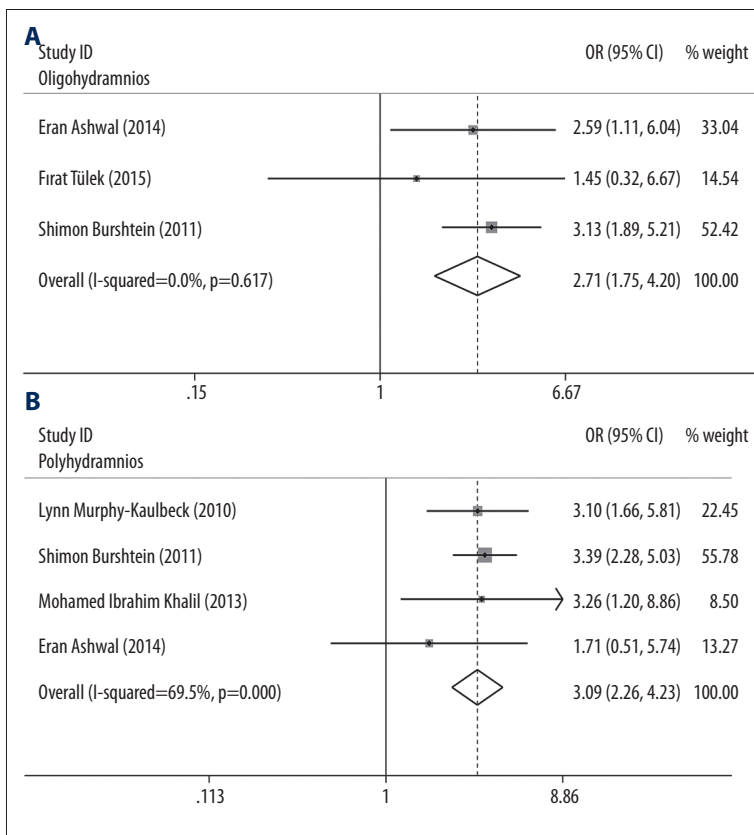 A
Study ID OR (95% CI) % weight
Oligohydramnios
Eran Ashwal (2014) 2.59 (1.11, 6.04) 33.04
Fırat Tülek (2015) 1.45 (0.32, 6.67) 14.54
Shimon Burshtein (2011) 3.13 (1.89, 5.21) 52.42
Overall (I-squared=0.0%, p=0.617) 2.71 (1.75, 4.20) 100.00
.15 1 6.67
B
Study ID OR (95% CI) % weight
Polyhydramnios
Lynn Murphy-Kaulbeck (2010) 3.10 (1.66, 5.81) 22.45
Shimon Burshtein (2011) 3.39 (2.28, 5.03) 55.78
Mohamed Ibrahim Khalil (2013) 3.26 (1.20, 8.86) 8.50
Eran Ashwal (2014) 1.71 (0.51, 5.74) 13.27
Overall (I-squared=69.5%, p=0.000) 3.09 (2.26, 4.23) 100.00
.113 1 8.86